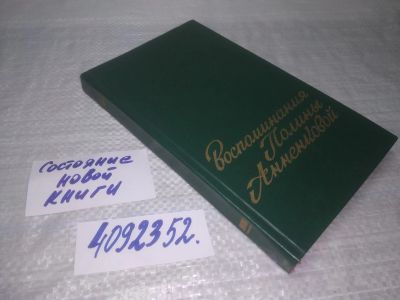 Воспоминания
Полины
Анненковой
Состояние
новой
книги
4092352.